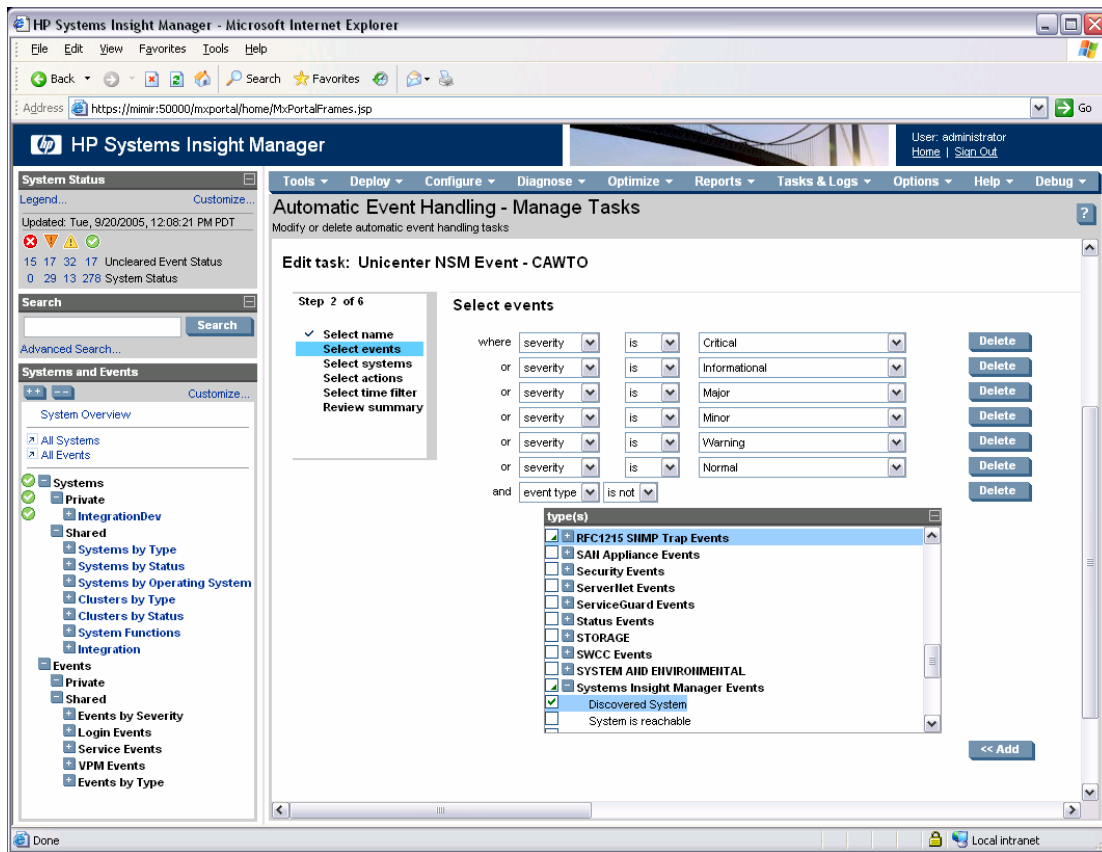 HP Systems Insight Manager - Microsoft Internet Explorer
File Edit View Favorites Tools Help
Back Search Favorites
Address https://mimir:50000/mxportal/home/MxPortalFrames.jsp Go
hp HP Systems Insight Manager
User: administrator
Home | Sign Out
System Status
Legend... Customize...
Updated: Tue, 9/20/2005, 12:08:21 PM PDT
15 17 32 17 Uncleared Event Status
0 29 13 278 System Status
Search
Search
Advanced Search...
Systems and Events
Customize...
System Overview
All Systems
All Events
Systems
Private
IntegrationDev
Shared
Systems by Type
Systems by Status
Systems by Operating System
Clusters by Type
Clusters by Status
System Functions
Integration
Events
Private
Shared
Events by Severity
Login Events
Service Events
VPM Events
Events by Type
Tools Deploy Configure Diagnose Optimize Reports Tasks & Logs Options Help Debug
Automatic Event Handling - Manage Tasks
?
Modify or delete automatic event handling tasks
Edit task: Unicenter NSM Event - CAWTO
Step 2 of 6
Select name
Select events
Select systems
Select actions
Select time filter
Review summary
Select events
where severity is Critical Delete
or severity is Informational Delete
or severity is Major Delete
or severity is Minor Delete
or severity is Warning Delete
or severity is Normal Delete
and event type is not Delete
type(s)
RFC1215 SNMP Trap Events
SAN Appliance Events
Security Events
ServerNet Events
ServiceGuard Events
Status Events
STORAGE
SWCC Events
SYSTEM AND ENVIRONMENTAL
Systems Insight Manager Events
Discovered System
System is reachable
<< Add
Done Local intranet